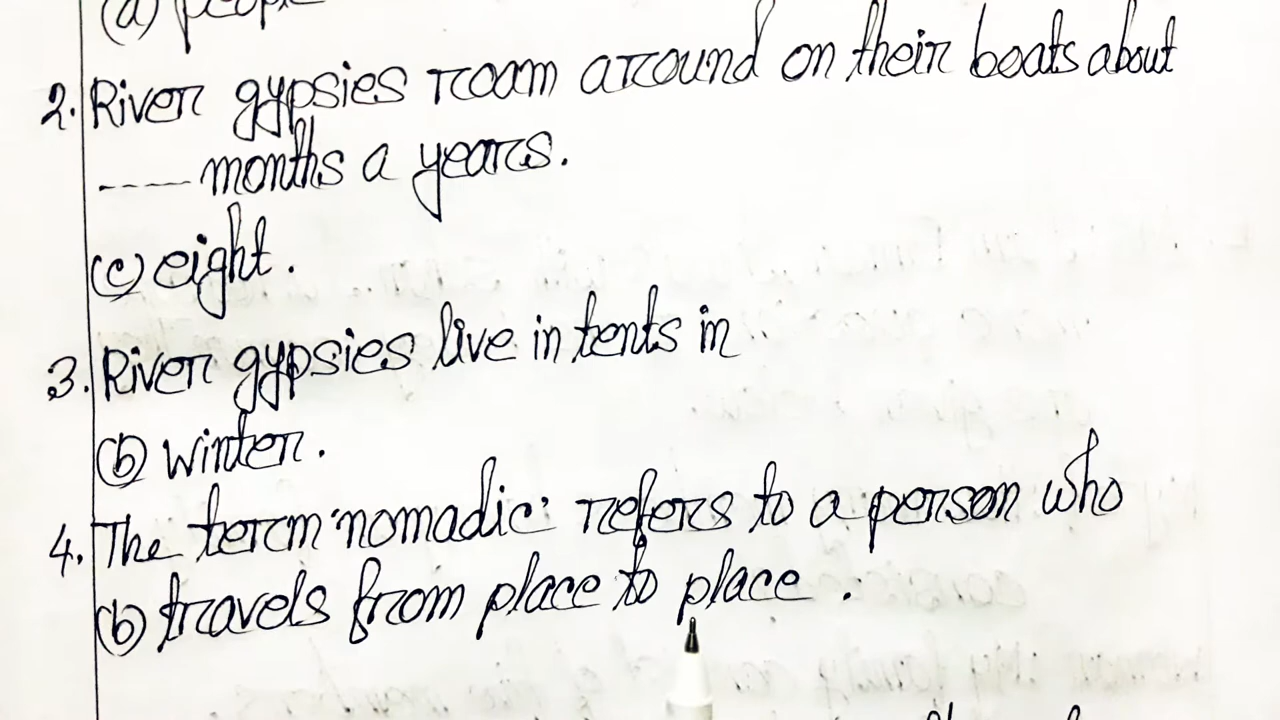 (a) people
2. River gypsies roam around on their boats about
----- months a years.
(c) eight.
3. River gypsies live in tents in
(b) winter.
4. The term 'nomadic' refers to a person who
(b) travels from place to place.